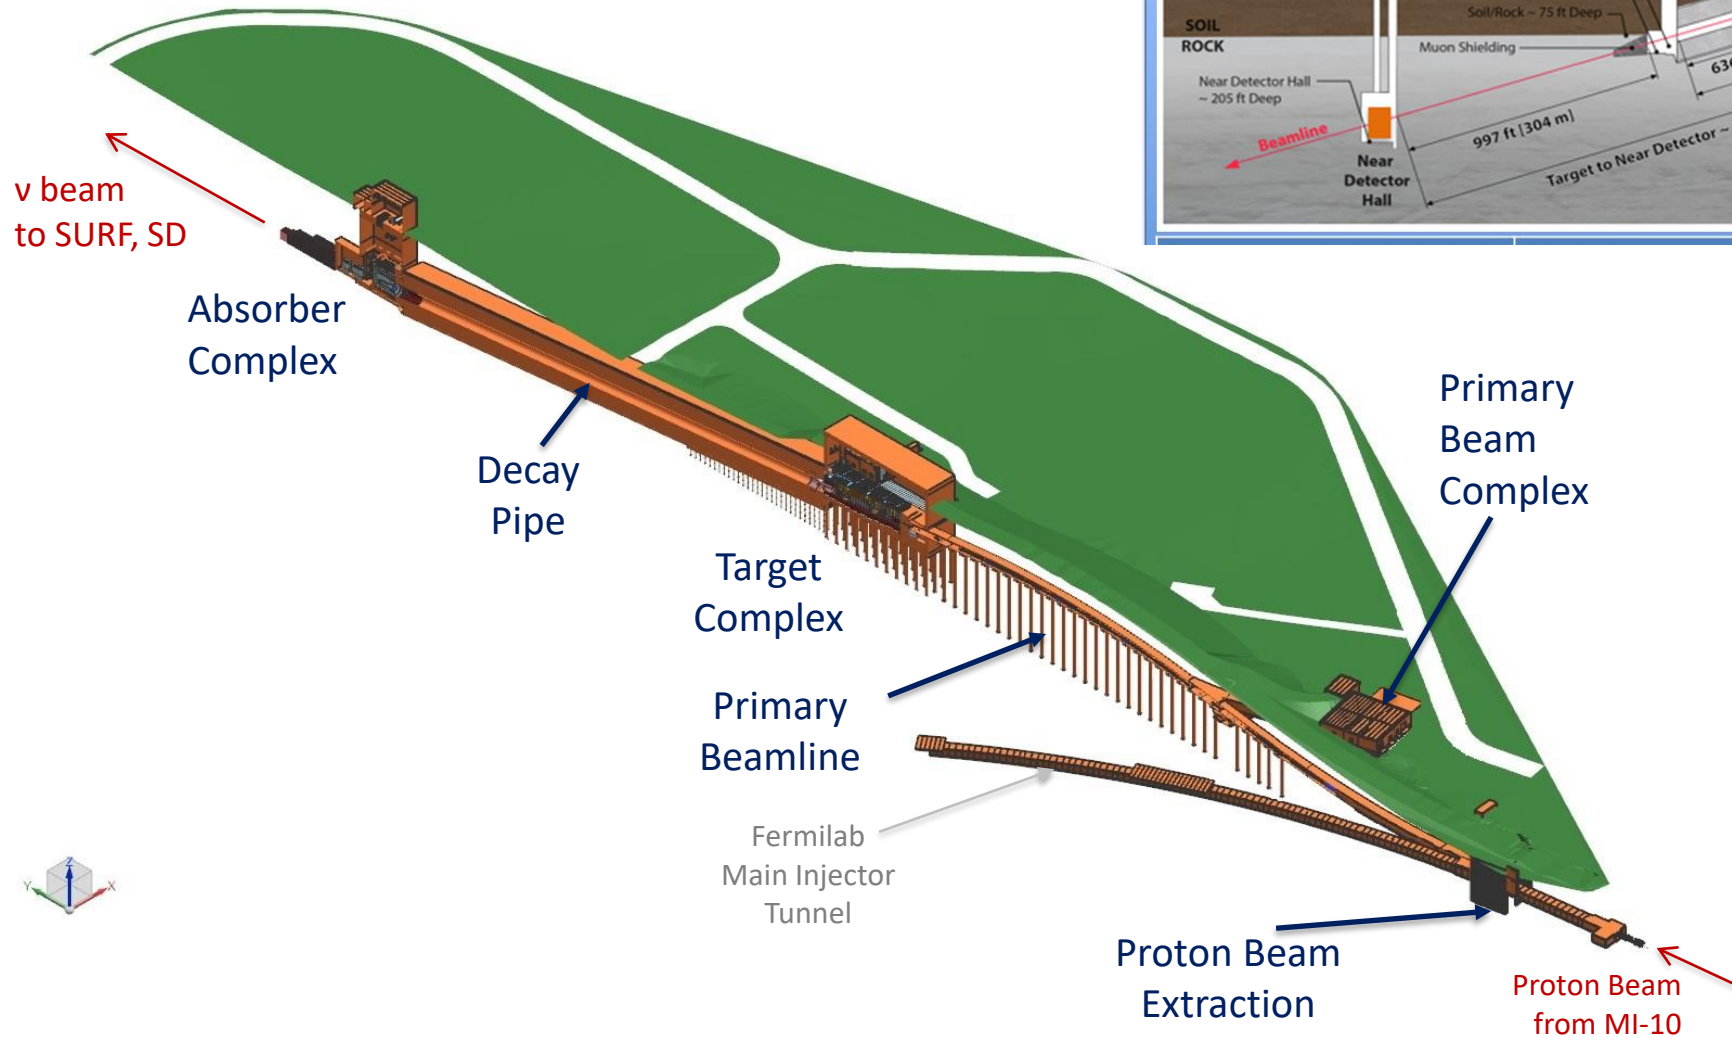 SOIL
ROCK
Soil/Rock ~ 75 ft Deep
Muon Shielding
Near Detector Hall
~ 205 ft Deep
Beamline
997 ft [304 m]
Target to Near Detector ~
Near
Detector
Hall
ν beam
to SURF, SD
Absorber
Complex
Decay
Pipe
Target
Complex
Primary
Beam
Complex
Primary
Beamline
Fermilab
Main Injector
Tunnel
Proton Beam
Extraction
Proton Beam
from MI-10
Z
Y
X